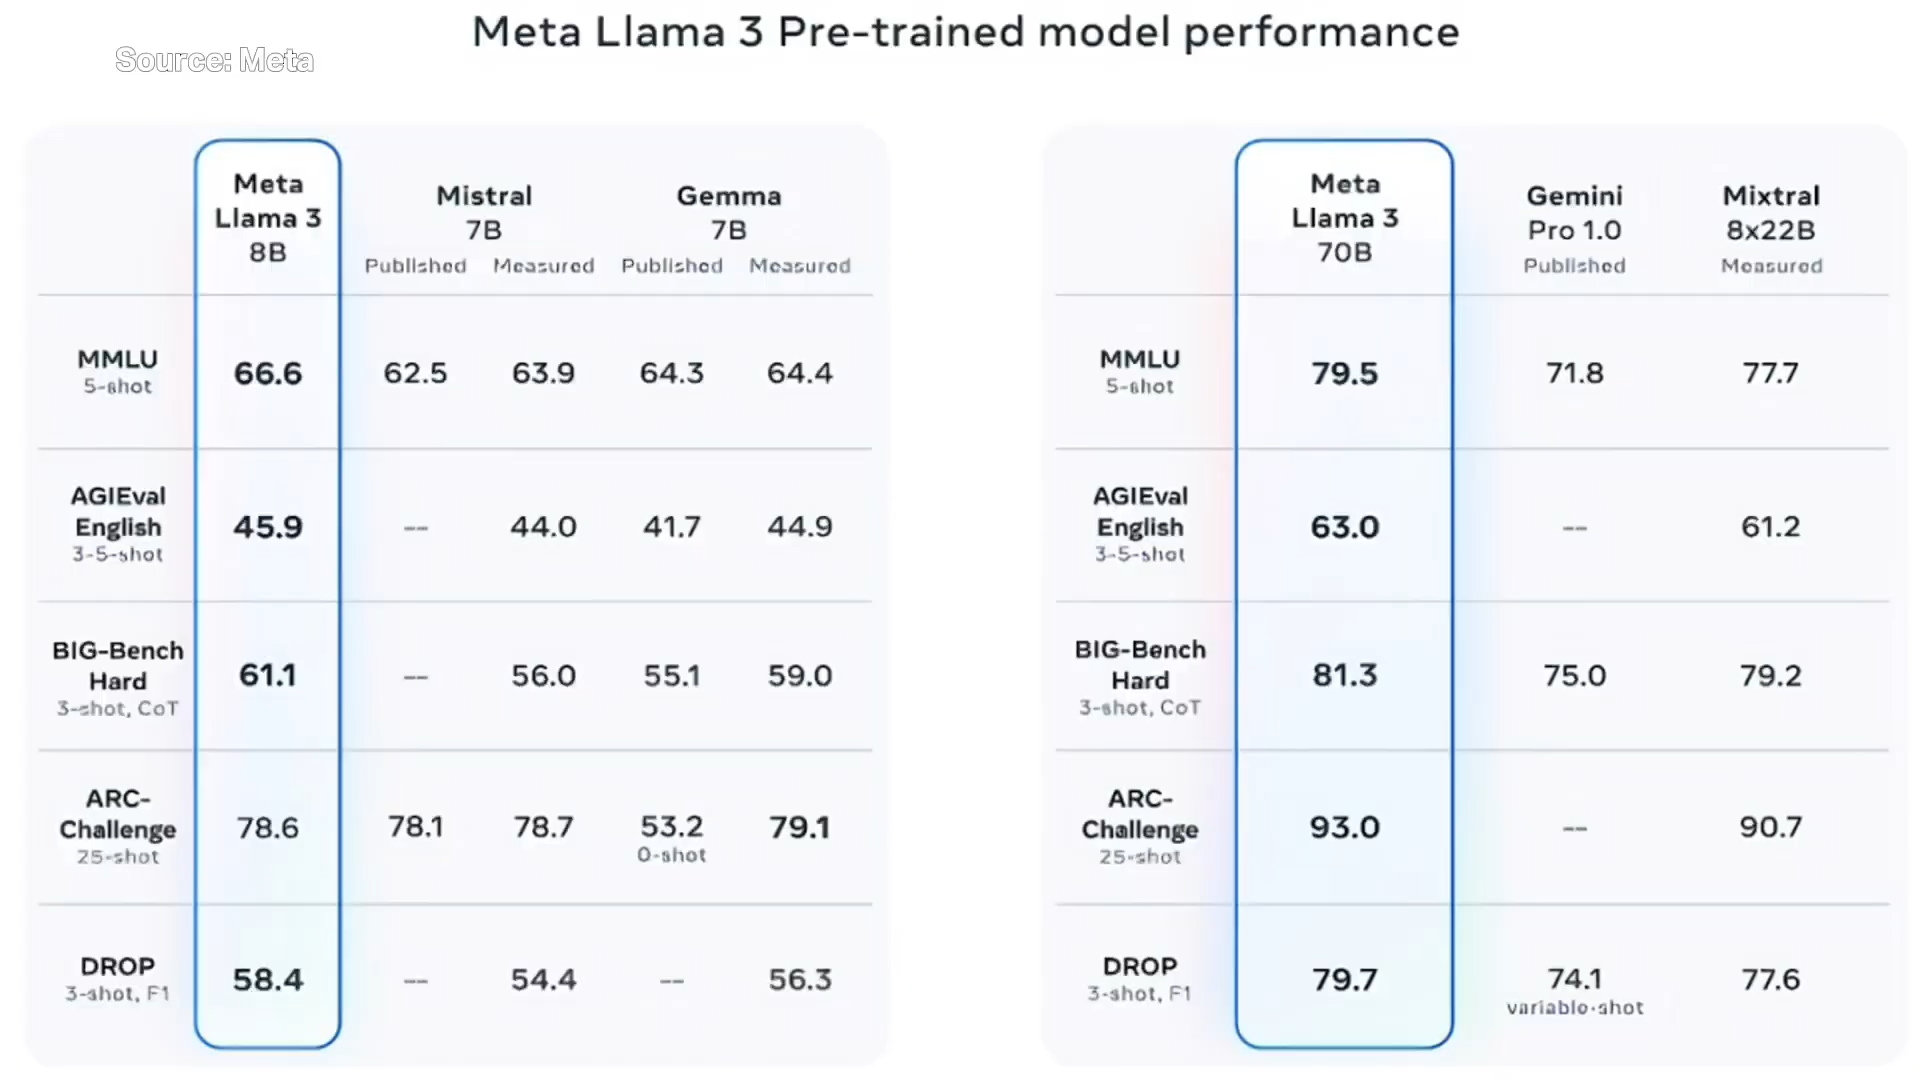 Meta Llama 3 Pre-trained model performance
Source: Meta
Meta
Llama 3
8B
Mistral
7B
Published Measured
Gemma
7B
Published Measured
MMLU
5-shot
66.6 62.5 63.9 64.3 64.4
AGIEval
English
3-5-shot
45.9 -- 44.0 41.7 44.9
BIG-Bench
Hard
3-shot, CoT
61.1 -- 56.0 55.1 59.0
ARC-
Challenge
25-shot
78.6 78.1 78.7 53.2 79.1
0-shot
DROP
3-shot, F1
58.4 -- 54.4 -- 56.3
Meta
Llama 3
70B
Gemini
Pro 1.0
Published
Mixtral
8x22B
Measured
MMLU
5-shot
79.5 71.8 77.7
AGIEval
English
3-5-shot
63.0 -- 61.2
BIG-Bench
Hard
3-shot, CoT
81.3 75.0 79.2
ARC-
Challenge
25-shot
93.0 -- 90.7
DROP
3-shot, F1
79.7 74.1 77.6
variable-shot